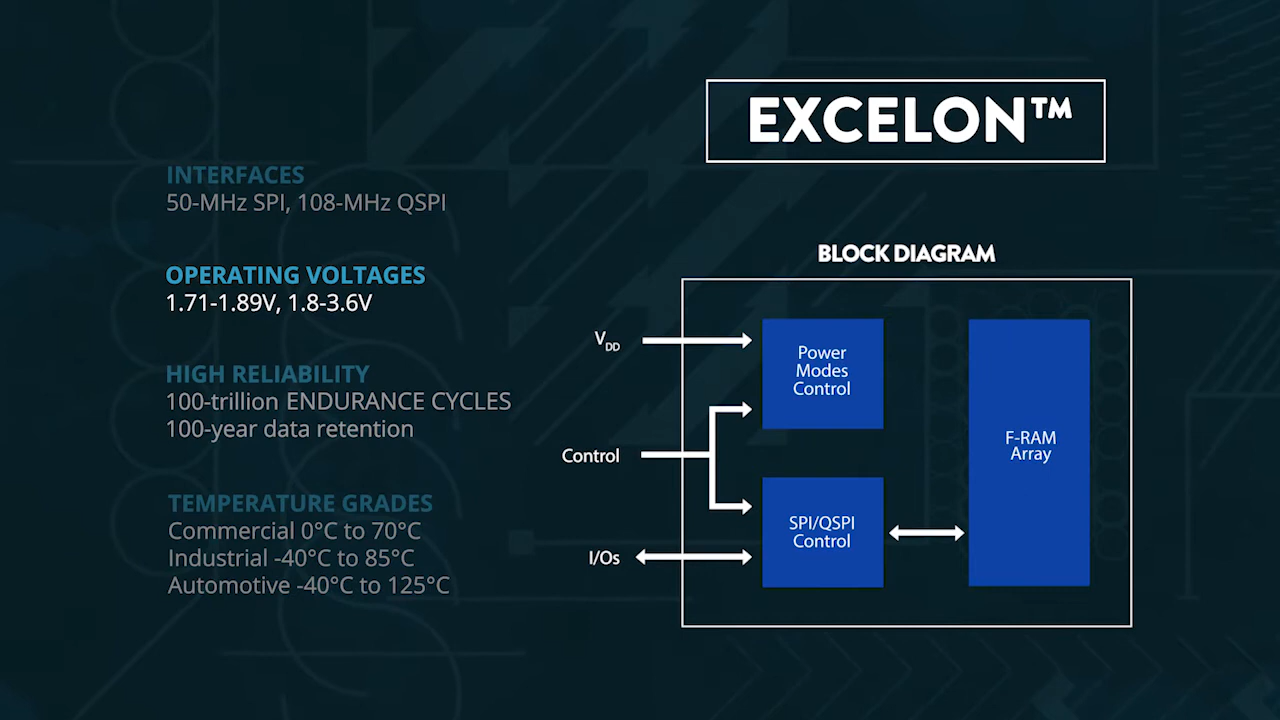 EXCELON™
INTERFACES
50-MHz SPI, 108-MHz QSPI
OPERATING VOLTAGES
1.71-1.89V, 1.8-3.6V
HIGH RELIABILITY
100-trillion ENDURANCE CYCLES
100-year data retention
TEMPERATURE GRADES
Commercial 0°C to 70°C
Industrial -40°C to 85°C
Automotive -40°C to 125°C
BLOCK DIAGRAM
VDD
Control
I/Os
Power
Modes
Control
SPI/QSPI
Control
F-RAM
Array